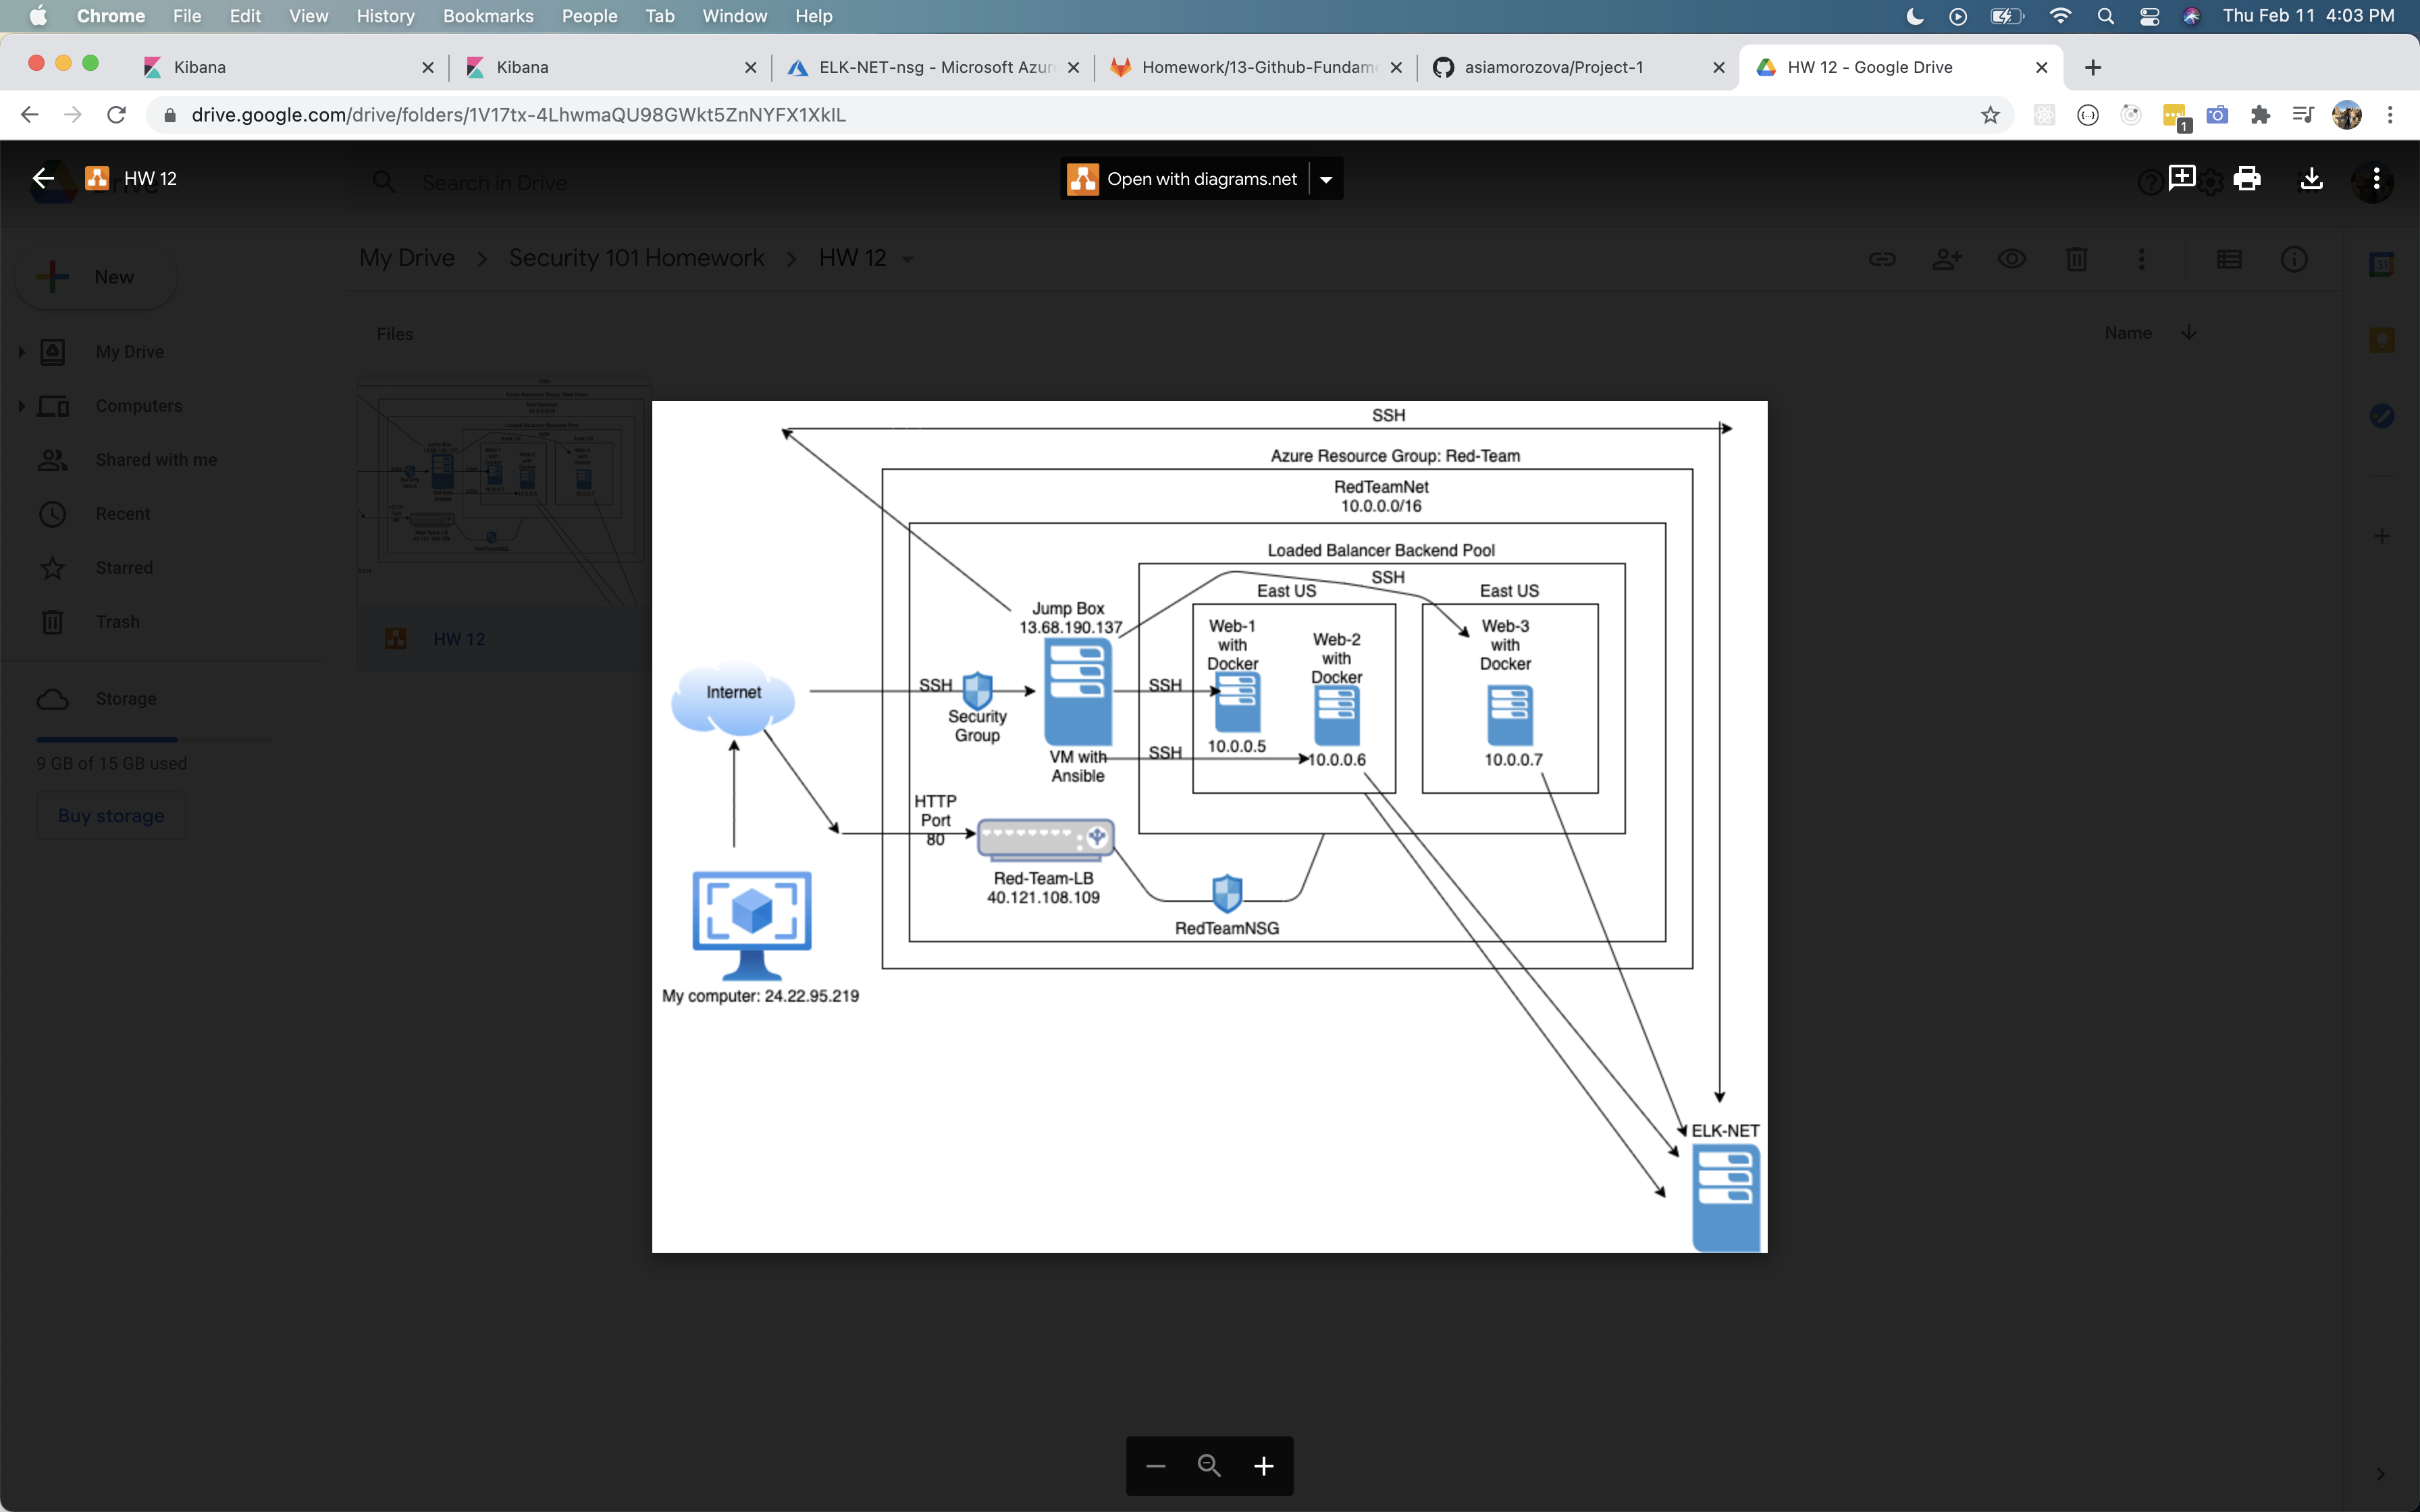 Chrome File Edit View History Bookmarks People Tab Window Help Thu Feb 11 4:03 PM
Kibana
Kibana
ELK-NET-nsg - Microsoft Azur
Homework/13-Github-Fundam
asiamorozova/Project-1
HW 12 - Google Drive
drive.google.com/drive/folders/1V17tx-4LhwmaQU98GWkt5ZnNYFX1XkIL
1
HW 12
Search in Drive
Open with diagrams.net
My Drive > Security 101 Homework > HW 12
New
31
Files
Name
My Drive
Computers
Shared with me
Recent
Starred
Trash
Storage
9 GB of 15 GB used
Buy storage
HW 12
SSH
Azure Resource Group: Red-Team
RedTeamNet
10.0.0.0/16
Loaded Balancer Backend Pool
SSH
East US
East US
Jump Box
13.68.190.137
Web-1
with
Docker
Web-2
with
Docker
Web-3
with
Docker
Internet
SSH
Security
Group
SSH
10.0.0.5
SSH
10.0.0.6
10.0.0.7
VM with
Ansible
HTTP
Port
80
Red-Team-LB
40.121.108.109
RedTeamNSG
My computer: 24.22.95.219
ELK-NET